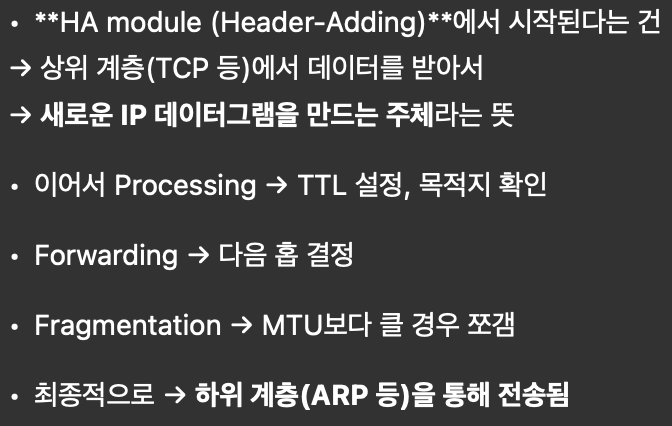 • **HA module (Header-Adding)**에서 시작된다는 건
→ 상위 계층(TCP 등)에서 데이터를 받아서
→ 새로운 IP 데이터그램을 만드는 주체라는 뜻
• 이어서 Processing → TTL 설정, 목적지 확인
• Forwarding → 다음 홉 결정
• Fragmentation → MTU보다 클 경우 쪼갬
• 최종적으로 → 하위 계층(ARP 등)을 통해 전송됨